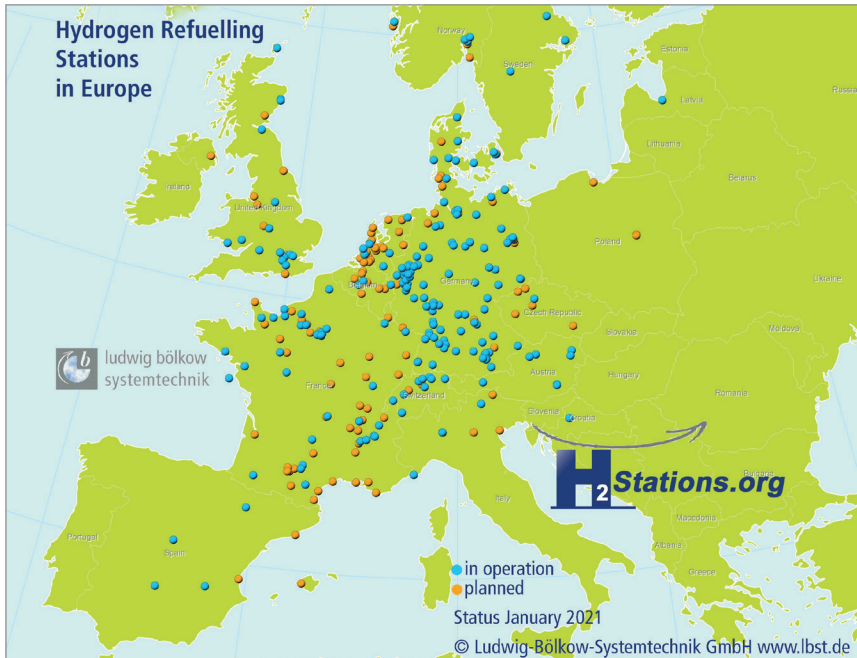 Hydrogen Refuelling
Stations
in Europe
Norway
Sweden
Estonia
Russia
Latvia
Lithuania
Belarus
Ireland
United Kingdom
Poland
Germany
Ukraine
Czech Republic
Slovakia
Moldova
ludwig bölkow
systemtechnik
France
Switzerland
Austria
Hungary
Romania
Slovenia
Croatia
H2Stations.org
Italy
Macedonia
Albania
Greece
Portugal
Spain
in operation
planned
Status January 2021
© Ludwig-Bölkow-Systemtechnik GmbH www.lbst.de